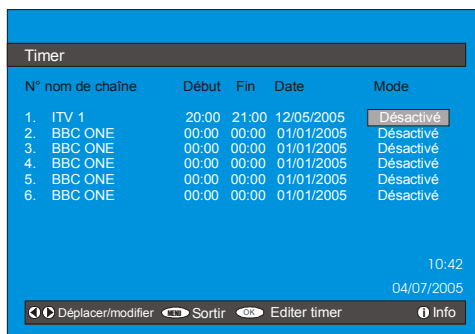 Timer
N° nom de chaîne Début Fin Date Mode
1. ITV 1 20:00 21:00 12/05/2005 Désactivé
2. BBC ONE 00:00 00:00 01/01/2005 Désactivé
3. BBC ONE 00:00 00:00 01/01/2005 Désactivé
4. BBC ONE 00:00 00:00 01/01/2005 Désactivé
5. BBC ONE 00:00 00:00 01/01/2005 Désactivé
6. BBC ONE 00:00 00:00 01/01/2005 Désactivé
10:42
04/07/2005
Déplacer/modifier MENU Sortir OK Editer timer i Info